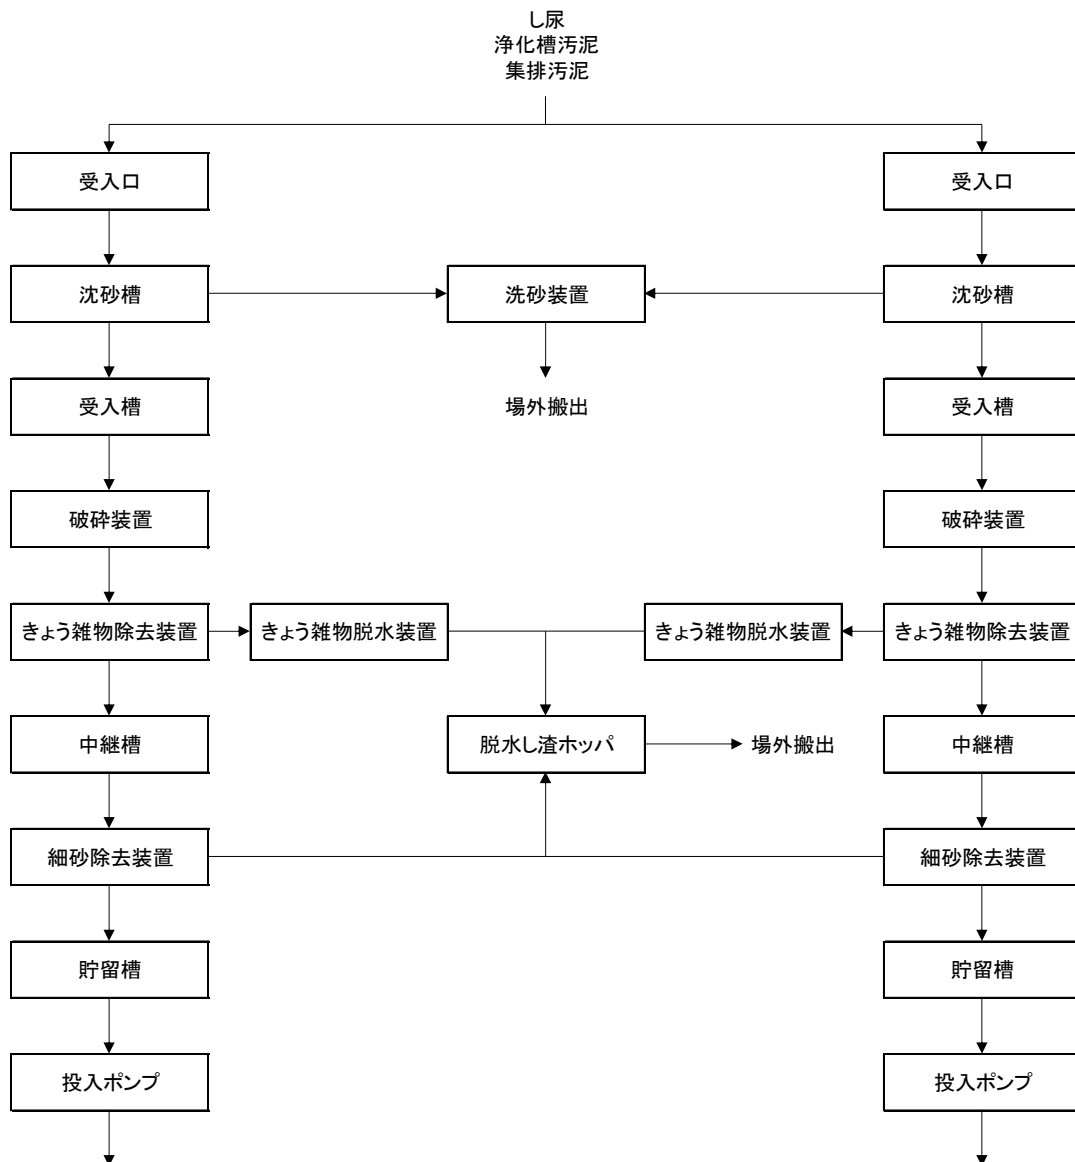 し尿
浄化槽汚泥
集排汚泥
受入口
受入口
沈砂槽
洗砂装置
沈砂槽
受入槽
場外搬出
受入槽
破砕装置
破砕装置
きょう雑物除去装置
きょう雑物脱水装置
きょう雑物脱水装置
きょう雑物除去装置
中継槽
脱水し渣ホッパ
場外搬出
中継槽
細砂除去装置
細砂除去装置
貯留槽
貯留槽
投入ポンプ
投入ポンプ